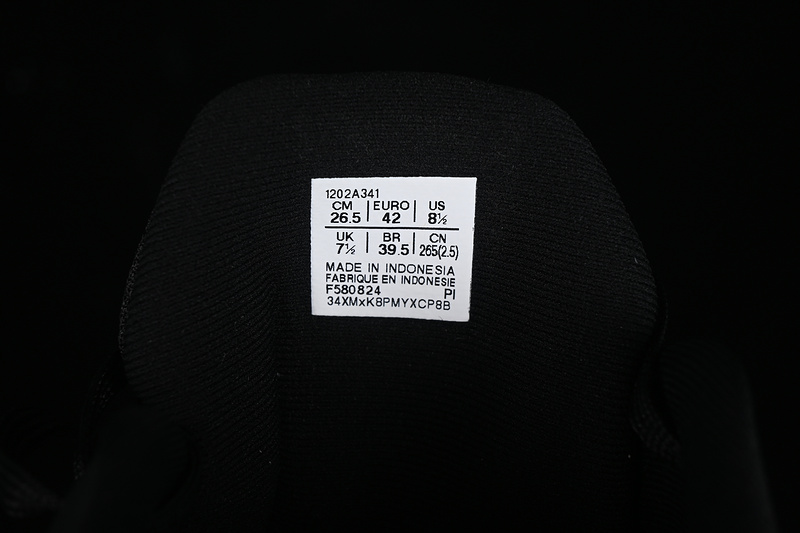 1202A341
CM | EURO | US
26.5 | 42 | 8½
UK | BR | CN
7½ | 39.5 | 265(2.5)
MADE IN INDONESIA
FABRIQUE EN INDONESIE
F580824 PI
34XMxK8PMYXCP8B